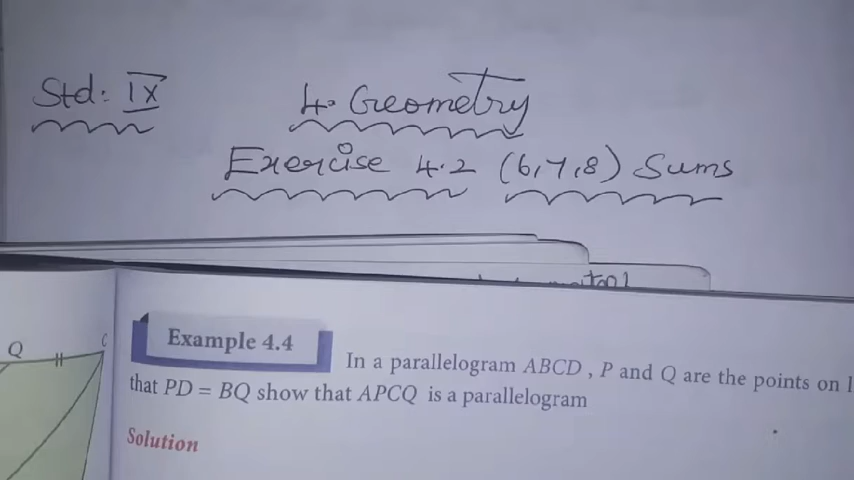 Std: IX
4. Geometry
Exercise 4.2 (6,7,8) Sums
Q
C
Example 4.4
In a parallelogram ABCD , P and Q are the points on
that PD = BQ show that APCQ is a parallelogram
Solution